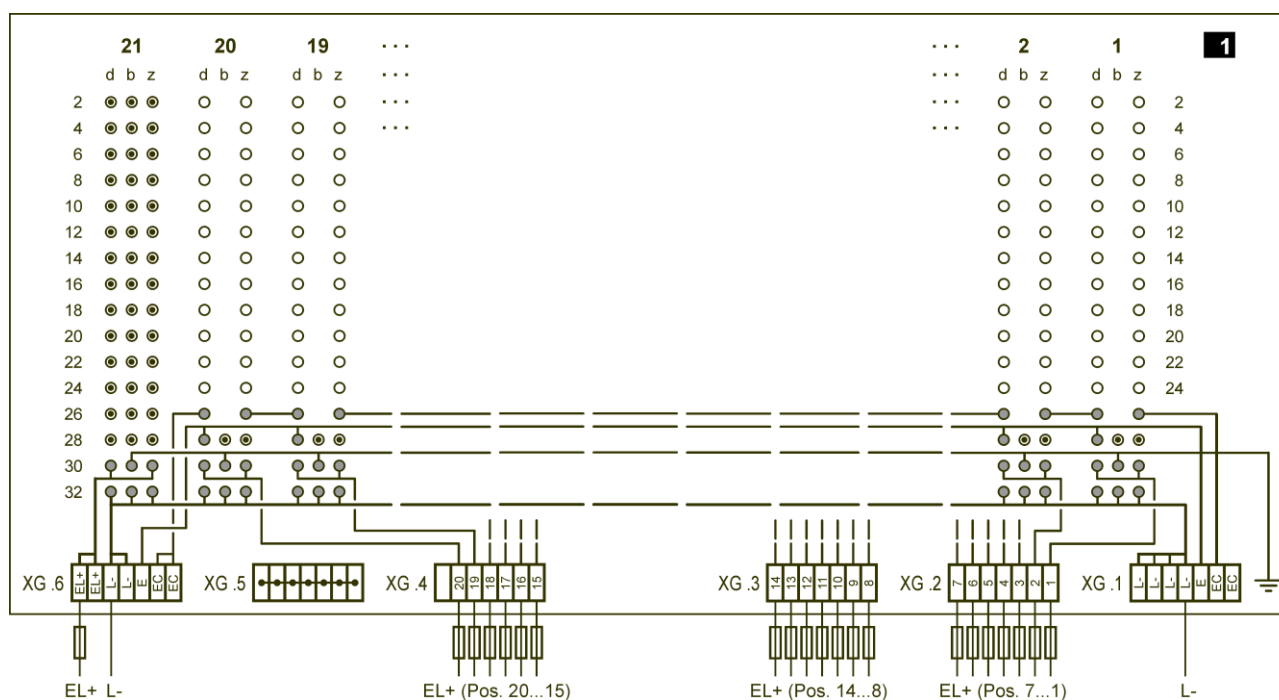 21 20 19 ··· ··· 2 1 1
d b z d b z d b z ··· ··· d b z d b z
2 ··· ··· 2
4 ··· ··· 4
6 6
8 8
10 10
12 12
14 14
16 16
18 18
20 20
22 22
24 24
26
28
30
32
XG .6 EL+ EL+ L- L- E EC EC XG .5 XG .4 20 19 18 17 16 15 XG .3 14 13 12 11 10 9 8 XG .2 7 6 5 4 3 2 1 XG .1 L- L- L- L- E EC EC
EL+ L- EL+ (Pos. 20...15) EL+ (Pos. 14...8) EL+ (Pos. 7...1) L-